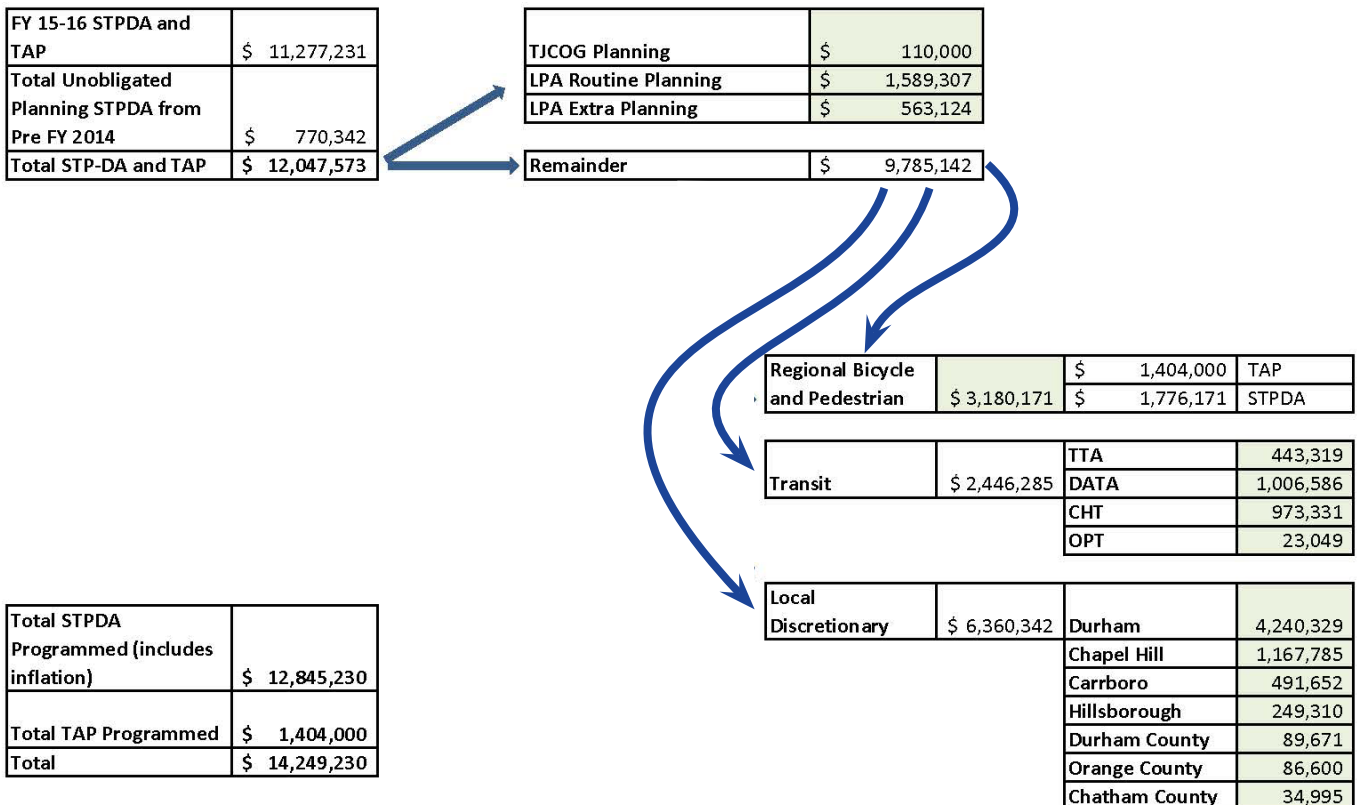 FY 15-16 STPDA and
TAP $ 11,277,231
Total Unobligated
Planning STPDA from
Pre FY 2014 $ 770,342
Total STP-DA and TAP $ 12,047,573
TJCOG Planning $ 110,000
LPA Routine Planning $ 1,589,307
LPA Extra Planning $ 563,124
Remainder $ 9,785,142
Regional Bicycle
and Pedestrian $ 3,180,171
$ 1,404,000 TAP
$ 1,776,171 STPDA
Transit $ 2,446,285
TTA 443,319
DATA 1,006,586
CHT 973,331
OPT 23,049
Local
Discretionary $ 6,360,342
Durham 4,240,329
Chapel Hill 1,167,785
Carrboro 491,652
Hillsborough 249,310
Durham County 89,671
Orange County 86,600
Chatham County 34,995
Total STPDA
Programmed (includes
inflation) $ 12,845,230
Total TAP Programmed $ 1,404,000
Total $ 14,249,230